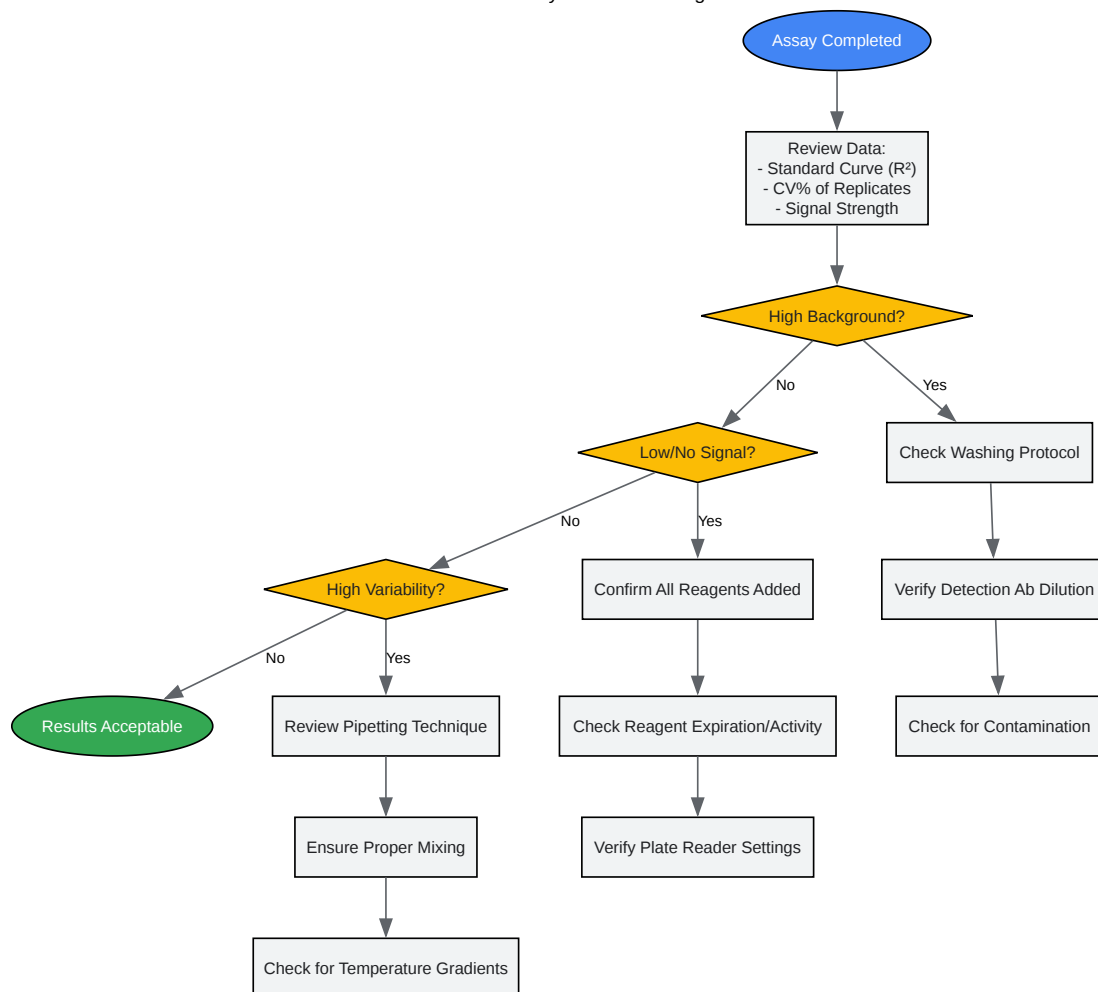 Assay Completed
Review Data:
- Standard Curve (R²)
- CV% of Replicates
- Signal Strength
High Background?
No
Yes
Low/No Signal?
Check Washing Protocol
No
Yes
High Variability?
Confirm All Reagents Added
Verify Detection Ab Dilution
No
Yes
Results Acceptable
Review Pipetting Technique
Check Reagent Expiration/Activity
Check for Contamination
Ensure Proper Mixing
Verify Plate Reader Settings
Check for Temperature Gradients